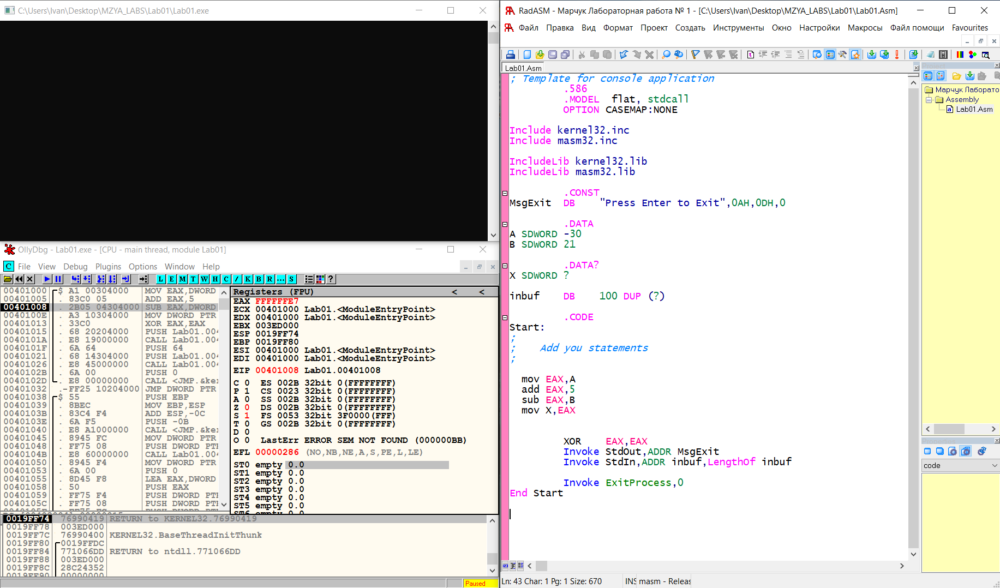 C:\Users\Ivan\Desktop\MZYA_LABS\Lab01\Lab01.exe
OllyDbg - Lab01.exe - [CPU - main thread, module Lab01]
C File View Debug Plugins Options Window Help
L E M T W H C / K B R ... S ?
00401000 $ A1 00304000 MOV EAX,DWORD
00401005 . 83C0 05 ADD EAX,5
00401008 . 2B05 04304000 SUB EAX,DWORD
0040100E . A3 10304000 MOV DWORD PTR
00401013 . 33C0 XOR EAX,EAX
00401015 . 68 20204000 PUSH Lab01.004
0040101A . E8 19000000 CALL Lab01.004
0040101F . 6A 64 PUSH 64
00401021 . 68 14304000 PUSH Lab01.004
00401026 . E8 45000000 CALL Lab01.004
0040102B . 6A 00 PUSH 0
0040102D . E8 00000000 CALL <JMP.&ker
00401032 .-FF25 10204000 JMP DWORD PTR
00401038 $ 55 PUSH EBP
00401039 . 8BEC MOV EBP,ESP
0040103B . 83C4 F4 ADD ESP,-0C
0040103E . 6A F5 PUSH -0B
00401040 . E8 A1000000 CALL <JMP.&ker
00401045 . 8945 FC MOV DWORD PTR
00401048 . FF75 08 PUSH DWORD PTR
0040104B . E8 60000000 CALL Lab01.004
00401050 . 8945 F4 MOV DWORD PTR
00401053 . 6A 00 PUSH 0
00401055 . 8D45 F8 LEA EAX,DWORD
00401058 . 50 PUSH EAX
00401059 . FF75 F4 PUSH DWORD PTR
0040105C . FF75 08 PUSH DWORD PTR
Registers (FPU) < <
EAX FFFFFFE7
ECX 00401000 Lab01.<ModuleEntryPoint>
EDX 00401000 Lab01.<ModuleEntryPoint>
EBX 003ED000
ESP 0019FF74
EBP 0019FF80
ESI 00401000 Lab01.<ModuleEntryPoint>
EDI 00401000 Lab01.<ModuleEntryPoint>
EIP 00401008 Lab01.00401008
C 0 ES 002B 32bit 0(FFFFFFFF)
P 1 CS 0023 32bit 0(FFFFFFFF)
A 0 SS 002B 32bit 0(FFFFFFFF)
Z 0 DS 002B 32bit 0(FFFFFFFF)
S 1 FS 0053 32bit 3F0000(FFF)
T 0 GS 002B 32bit 0(FFFFFFFF)
D 0
O 0 LastErr ERROR SEM NOT FOUND (000000BB)
EFL 00000286 (NO,NB,NE,A,S,PE,L,LE)
ST0 empty 0.0
ST1 empty 0.0
ST2 empty 0.0
ST3 empty 0.0
ST4 empty 0.0
ST5 empty 0.0
ST6 empty 0.0
0019FF74 76990419 RETURN to KERNEL32.76990419
0019FF78 003ED000
0019FF7C 76990400 KERNEL32.BaseThreadInitThunk
0019FF80 0019FFDC
0019FF84 771066DD RETURN to ntdll.771066DD
0019FF88 003ED000
0019FF8C 28C24352
0019FF90 00000000
Paused
RadASM - Марчук Лабораторная работа № 1 - [C:\Users\Ivan\Desktop\MZYA_LABS\Lab01\Lab01.Asm]
Файл Правка Вид Формат Проект Создать Инструменты Окно Настройки Макросы Файл помощи Favourites
Lab01.Asm
; Template for console application
.586
.MODEL flat, stdcall
OPTION CASEMAP:NONE
Include kernel32.inc
Include masm32.inc
IncludeLib kernel32.lib
IncludeLib masm32.lib
.CONST
MsgExit DB "Press Enter to Exit",0AH,0DH,0
.DATA
A SDWORD -30
B SDWORD 21
.DATA?
X SDWORD ?
inbuf DB 100 DUP (?)
.CODE
Start:
;
; Add you statements
;
mov EAX,A
add EAX,5
sub EAX,B
mov X,EAX
XOR EAX,EAX
Invoke StdOut,ADDR MsgExit
Invoke StdIn,ADDR inbuf,LengthOf inbuf
Invoke ExitProcess,0
End Start
Ln: 43 Char: 1 Pg: 1 Size: 670 INS masm - Releas
Project
Марчук Лаборато
Assembly
Lab01.Asm
Properties
code